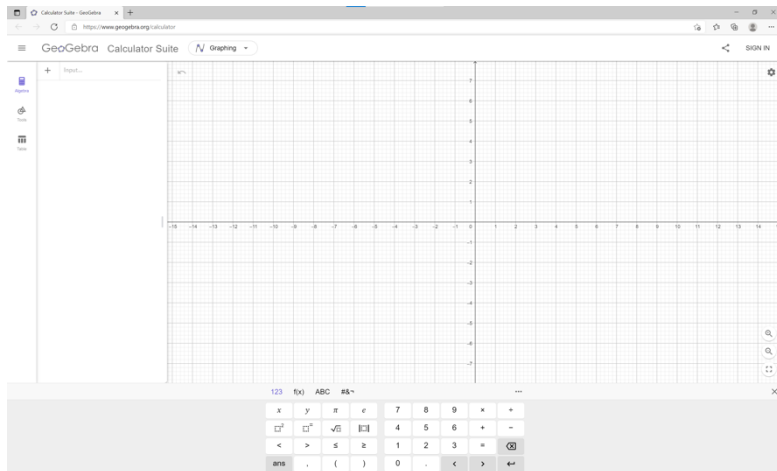 Calculator Suite - GeoGebra
https://www.geogebra.org/calculator
GeoGebra Calculator Suite Graphing
SIGN IN
Algebra
Tools
Table
+ Input...
7
6
5
4
3
2
1
-15 -14 -13 -12 -11 -10 -9 -8 -7 -6 -5 -4 -3 -2 -1 0 1 2 3 4 5 6 7 8 9 10 11 12 13 14
-1
-2
-3
-4
-5
-6
-7
123 f(x) ABC #&¬
x y π e 7 8 9 × ÷
□² □ⁿ √□ |□| 4 5 6 + −
< > ≤ ≥ 1 2 3 =
ans , ( ) 0 . < >